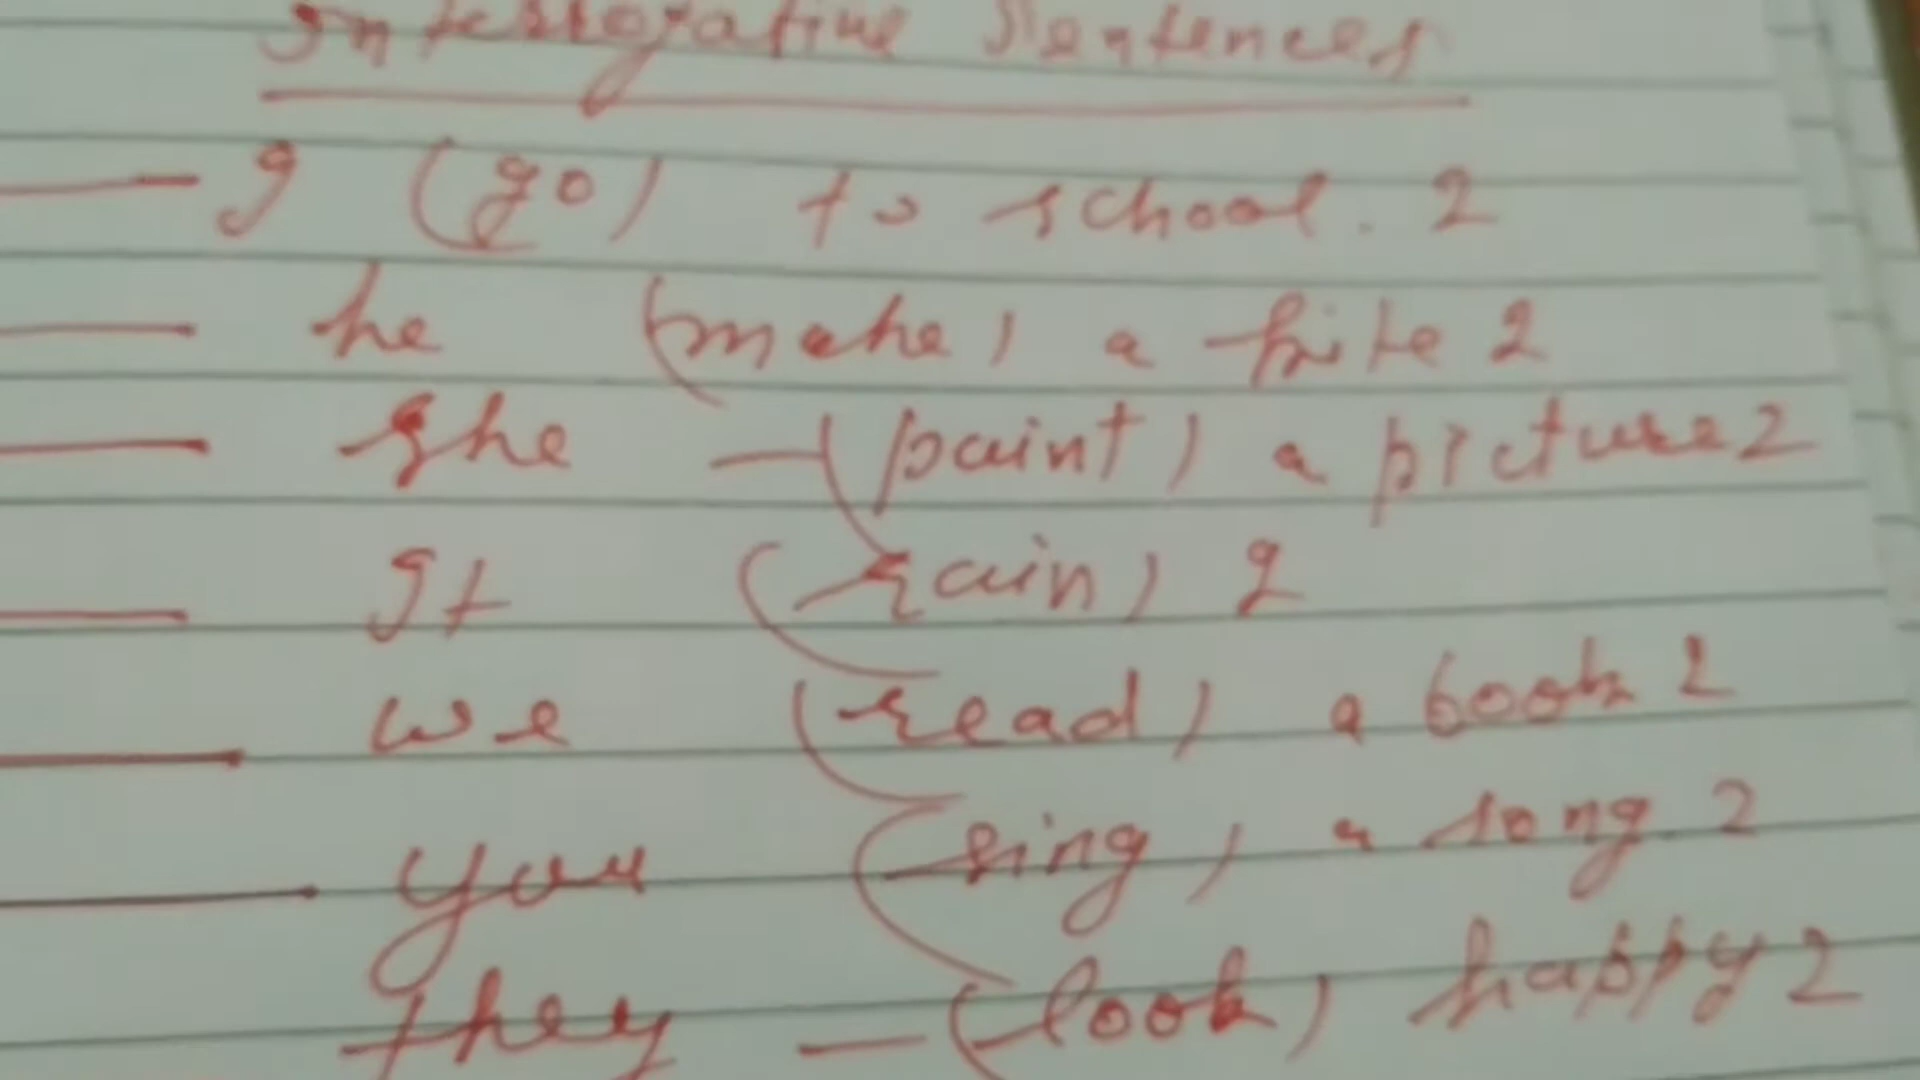 Interrogative Sentences
— I (go) to school. ?
— he (make) a kite ?
— She — (paint) a picture ?
— It (rain) ?
— we (read) a book ?
— you (sing) a song ?
they — (look) happy ?